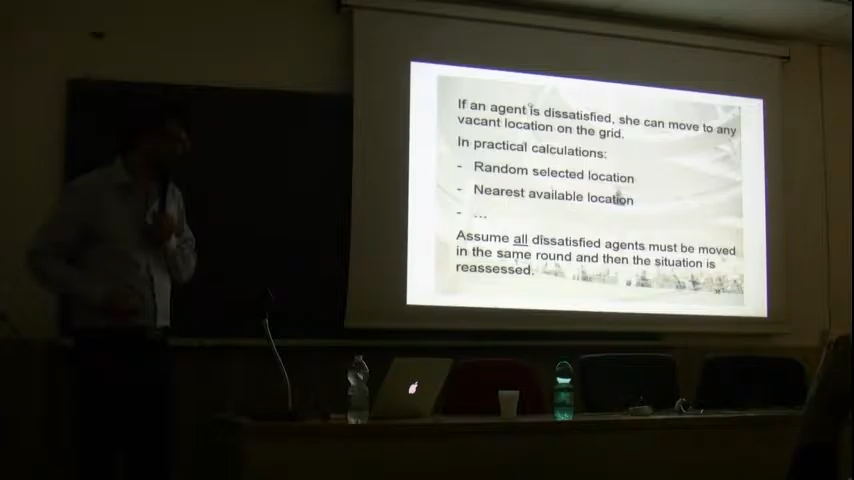 If an agent is dissatisfied, she can move to any
vacant location on the grid.
In practical calculations:
- Random selected location
- Nearest available location
- ...
Assume all dissatisfied agents must be moved
in the same round and then the situation is
reassessed.